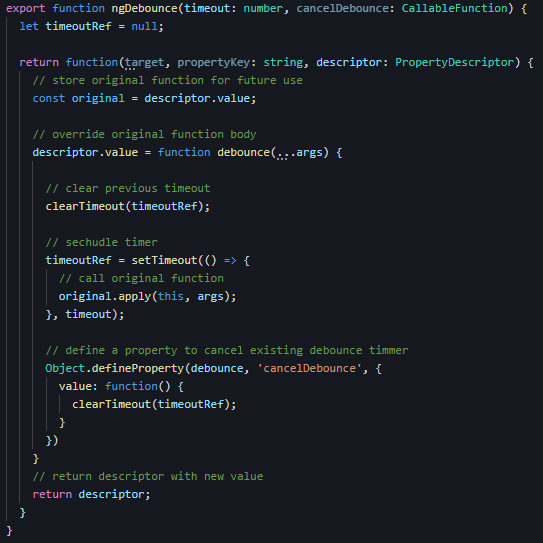 export function ngDebounce(timeout: number, cancelDebounce: CallableFunction) {
let timeoutRef = null;
return function(target, propertyKey: string, descriptor: PropertyDescriptor) {
// store original function for future use
const original = descriptor.value;
// override original function body
descriptor.value = function debounce(...args) {
// clear previous timeout
clearTimeout(timeoutRef);
// sechudle timer
timeoutRef = setTimeout(() => {
// call original function
original.apply(this, args);
}, timeout);
// define a property to cancel existing debounce timmer
Object.defineProperty(debounce, 'cancelDebounce', {
value: function() {
clearTimeout(timeoutRef);
}
})
}
// return descriptor with new value
return descriptor;
}
}